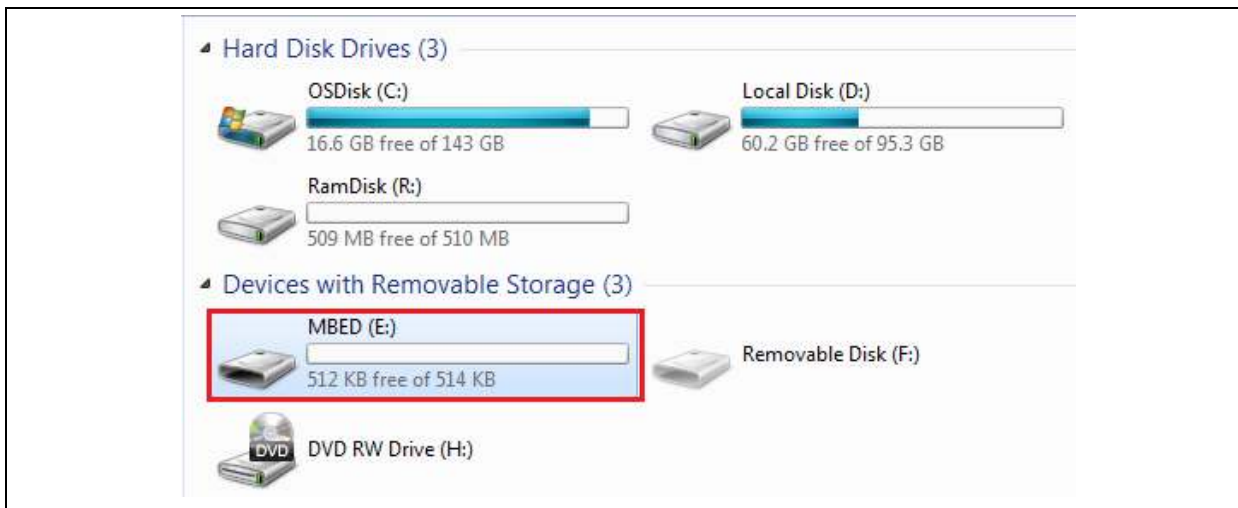 Hard Disk Drives (3)
OSDisk (C:)
16.6 GB free of 143 GB
Local Disk (D:)
60.2 GB free of 95.3 GB
RamDisk (R:)
509 MB free of 510 MB
Devices with Removable Storage (3)
MBED (E:)
512 KB free of 514 KB
Removable Disk (F:)
DVD
DVD RW Drive (H:)